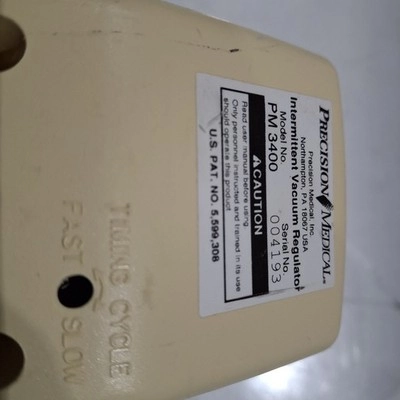 PRECISION MEDICAL
Precision Medical, Inc.
Northampton, PA 18067, USA
Intermittent Vacuum Regulator
Model No. Serial No.
PM 3400 004193
CAUTION
Read user manual before using.
Only personnel instructed and trained in its use
should operate this product.
U.S. PAT. NO. 5,599,308
TIMING CYCLE
FAST SLOW